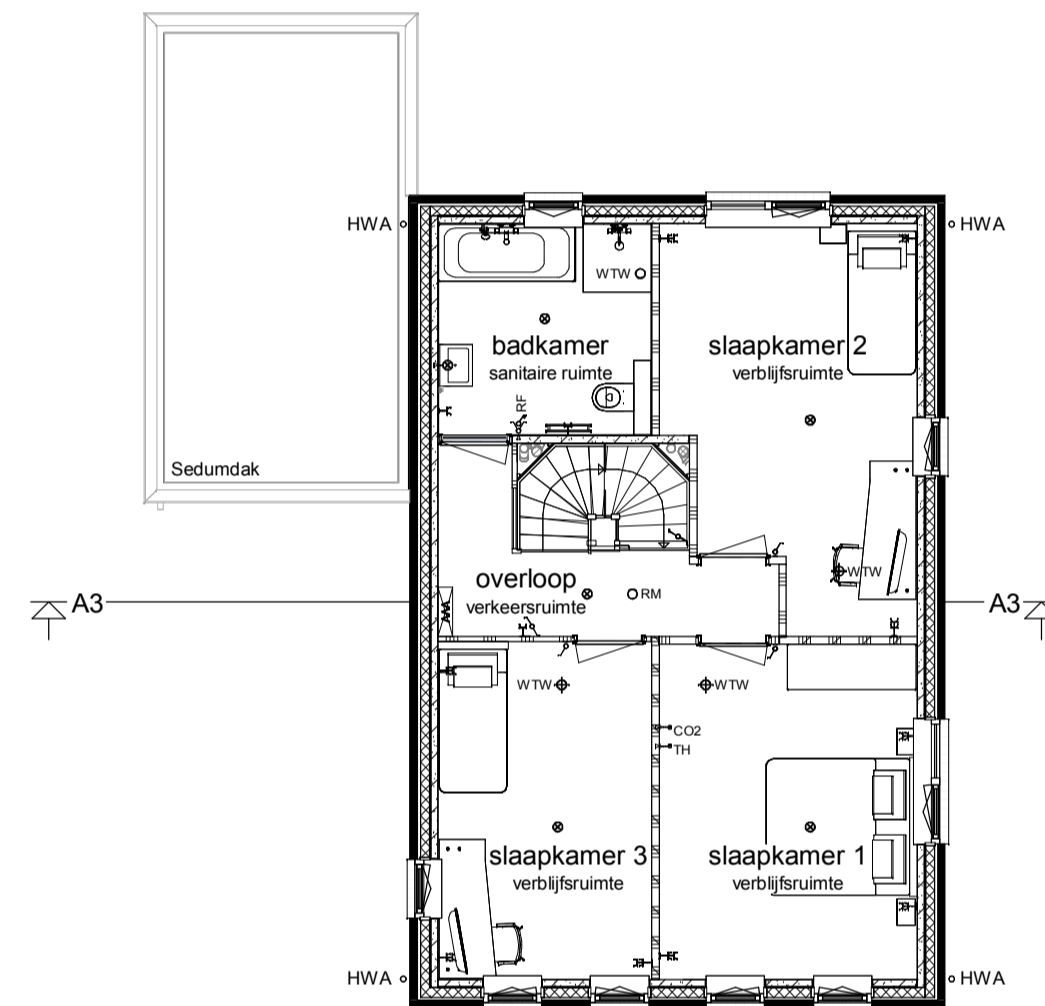 HWA
HWA
WTW
badkamer
sanitaire ruimte
slaapkamer 2
verblijfsruimte
RF
Sedumdak
WTW
overloop
verkeersruimte
RM
A3
A3
WTW
WTW
CO2
TH
slaapkamer 3
verblijfsruimte
slaapkamer 1
verblijfsruimte
HWA
HWA